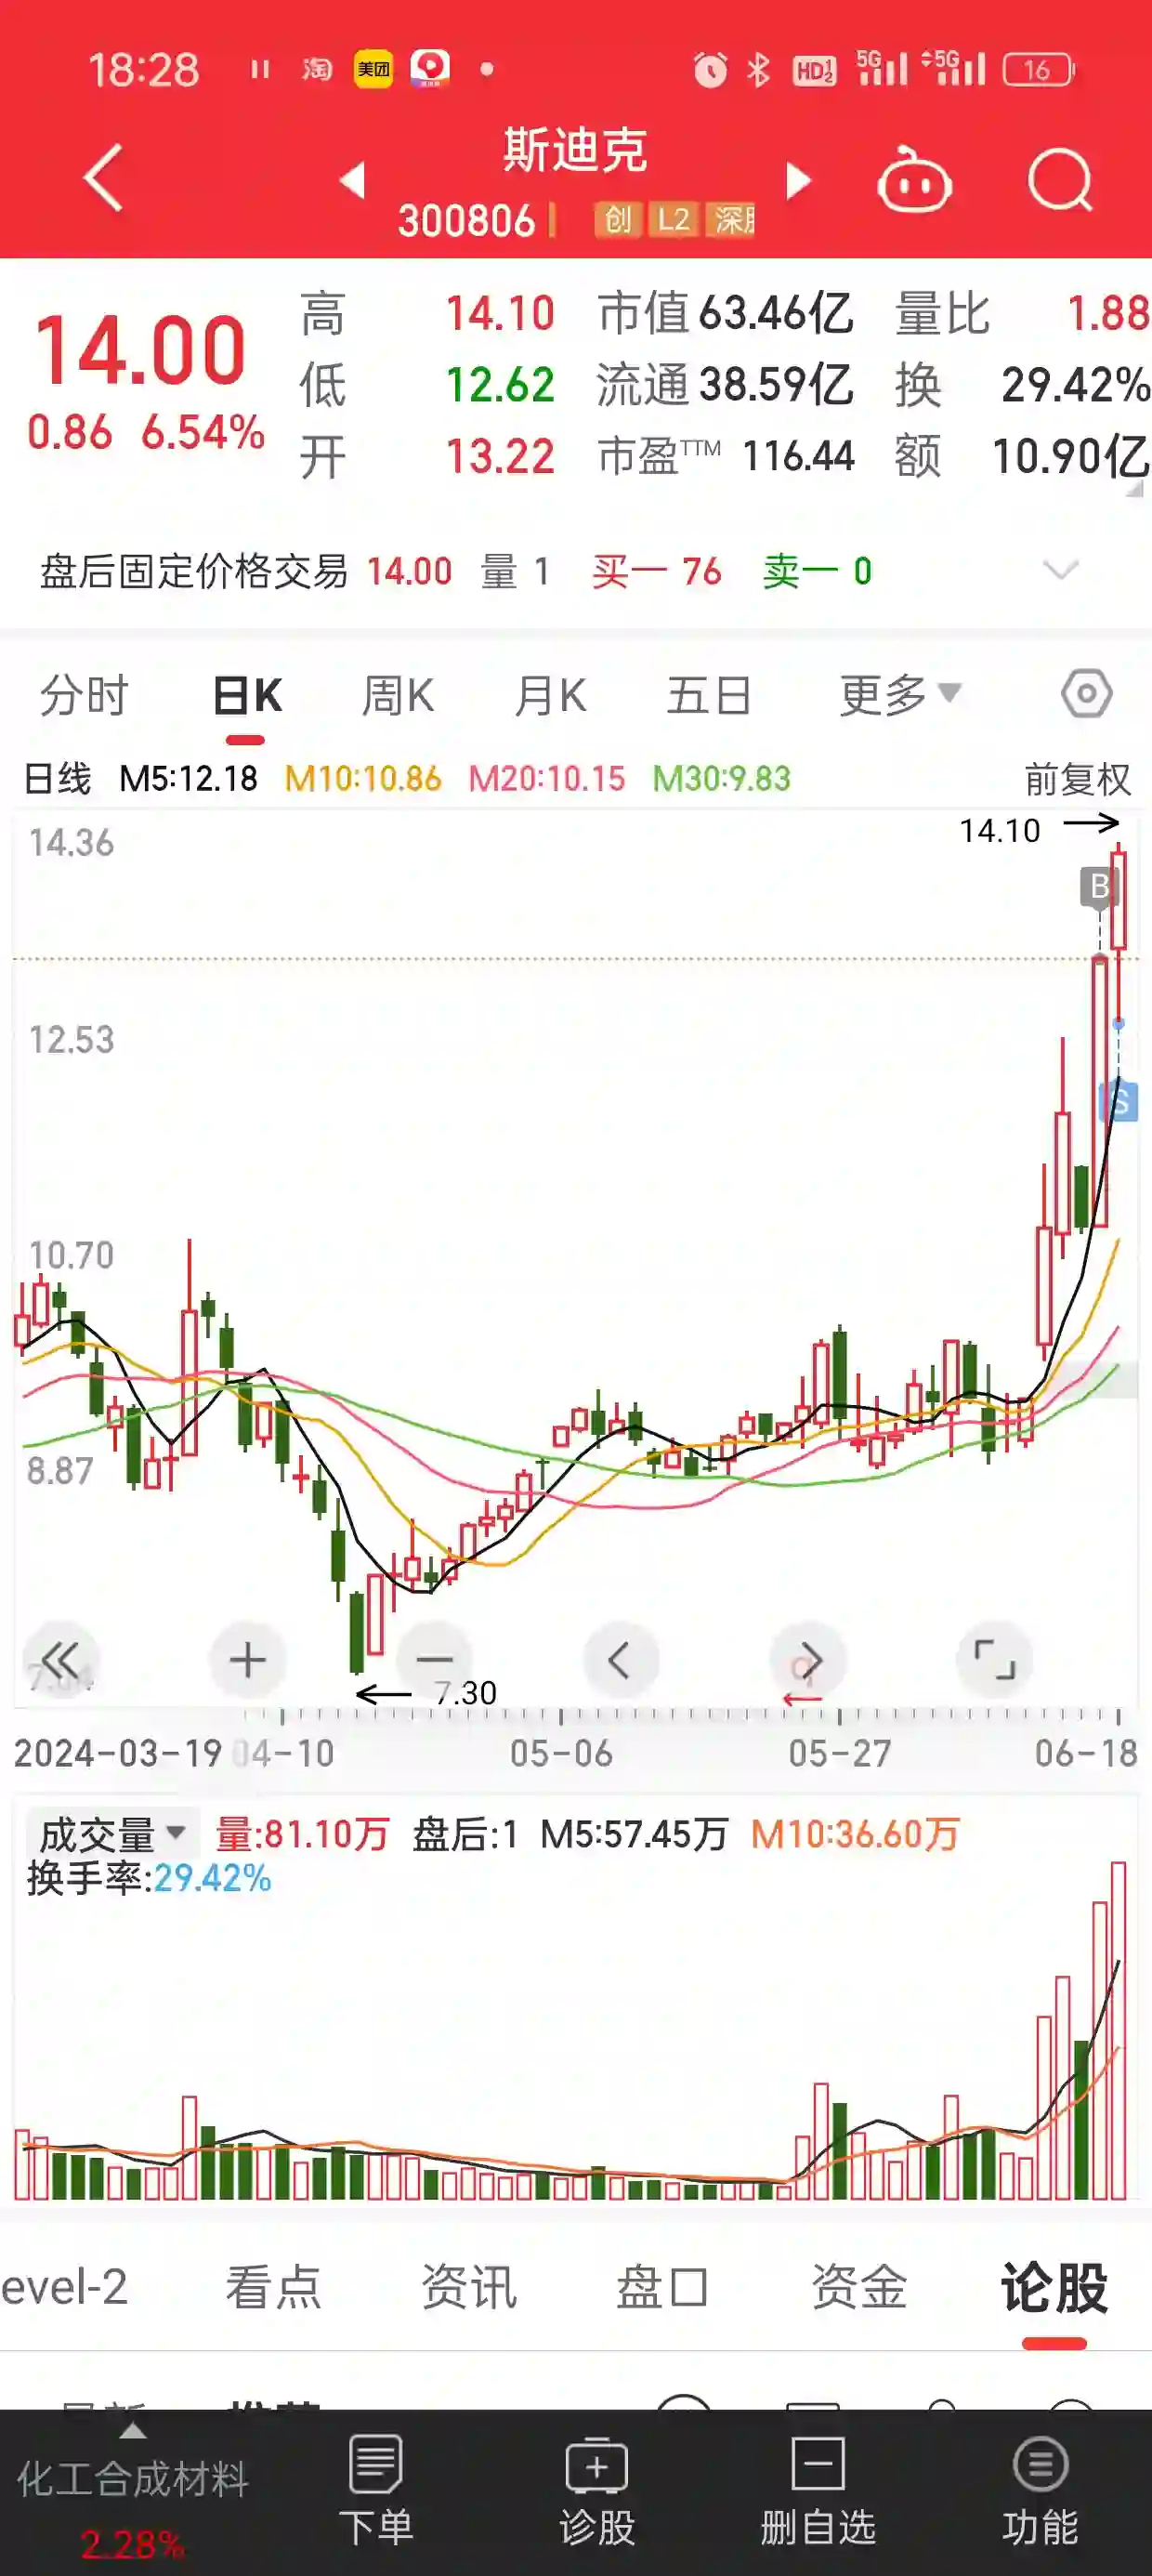 18:28 淘 美团 HD 1 2 5G 5G 16
斯迪克
300806 创 L2 深
14.00
0.86 6.54%
高 14.10 市值 63.46亿 量比 1.88
低 12.62 流通 38.59亿 换 29.42%
开 13.22 市盈TTM 116.44 额 10.90亿
盘后固定价格交易 14.00 量 1 买一 76 卖一 0
分时 日K 周K 月K 五日 更多
日线 M5:12.18 M10:10.86 M20:10.15 M30:9.83 前复权
14.36
14.10
B
12.53
S
10.70
8.87
7.30
2024-03-19 04-10 05-06 05-27 06-18
成交量 量:81.10万 盘后:1 M5:57.45万 M10:36.60万
换手率:29.42%
evel-2 看点 资讯 盘口 资金 论股
化工合成材料
2.28%
下单 诊股 删自选 功能